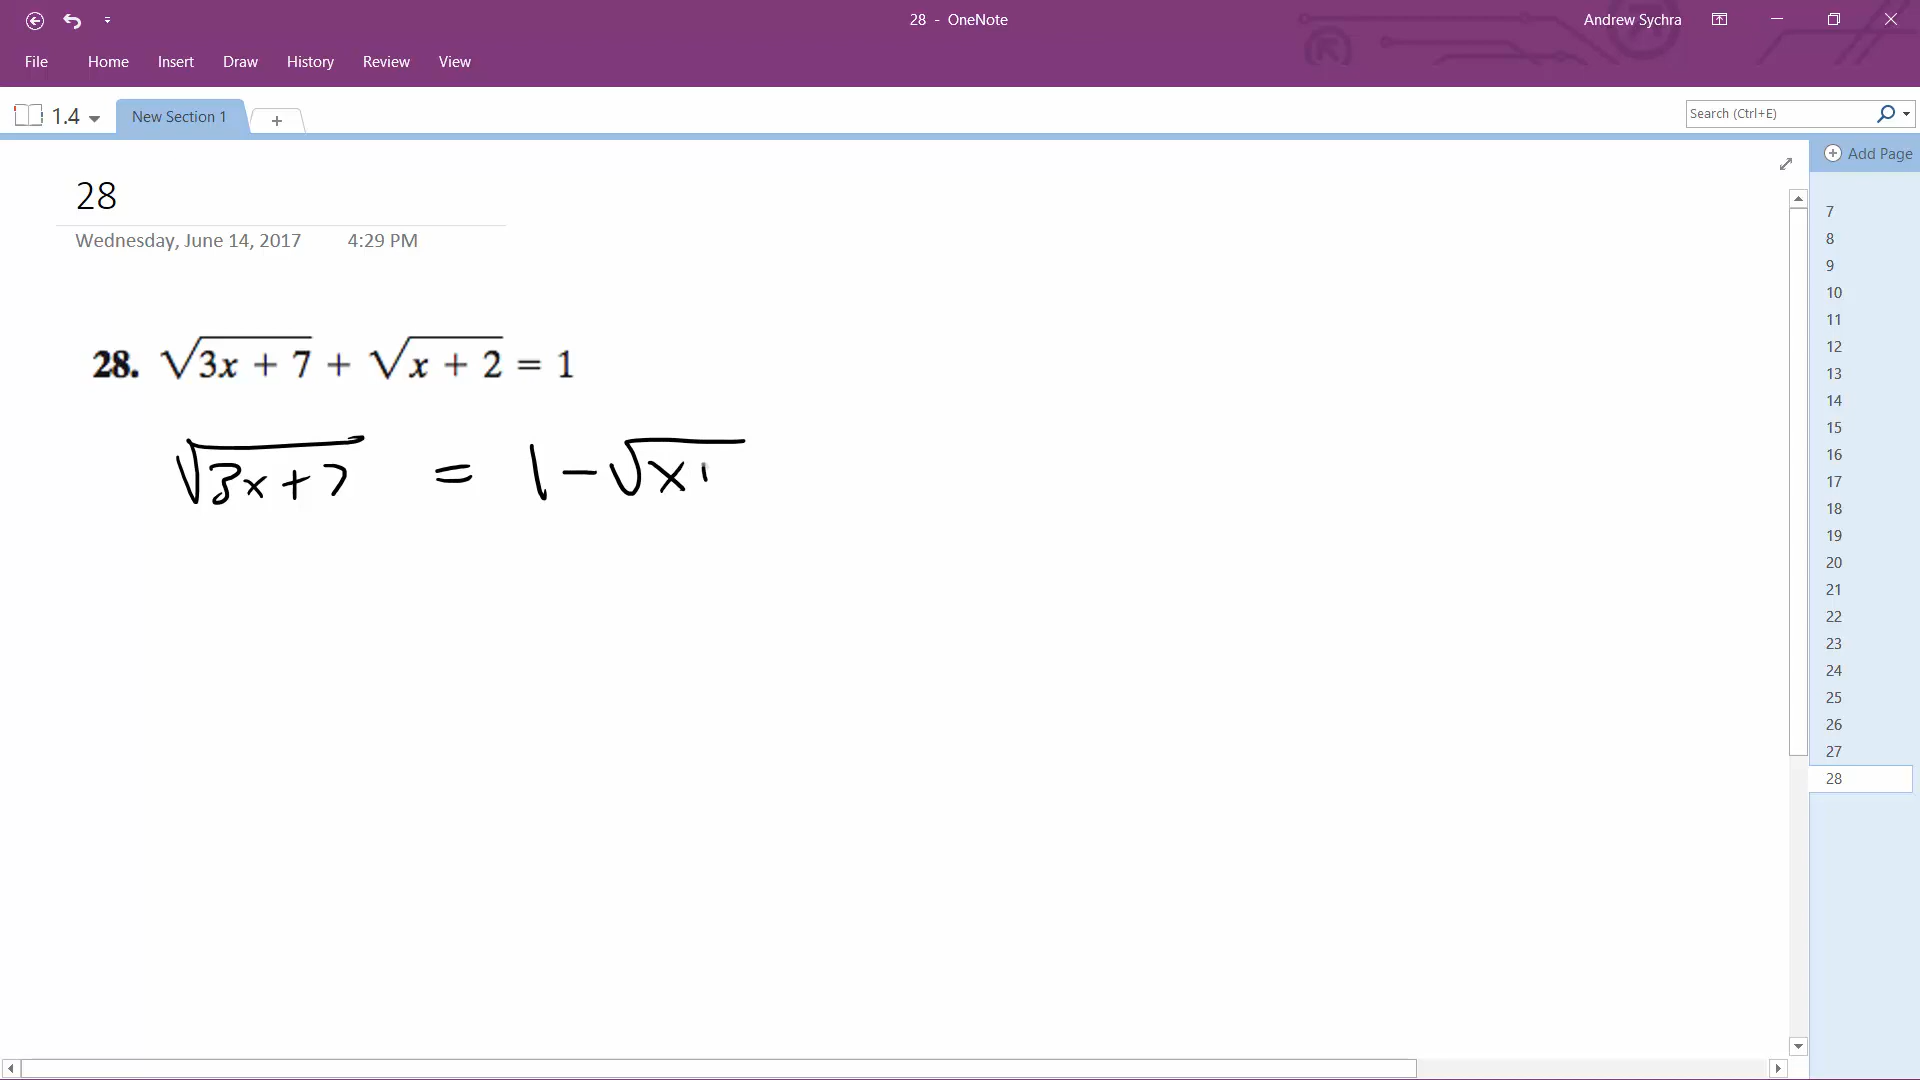 28 - OneNote
Andrew Sychra
File Home Insert Draw History Review View
1.4
New Section 1
+
Search (Ctrl+E)
Add Page
28
Wednesday, June 14, 2017 4:29 PM
28. √3x + 7 + √x + 2 = 1
√3x + 7 = 1 - √x
7
8
9
10
11
12
13
14
15
16
17
18
19
20
21
22
23
24
25
26
27
28